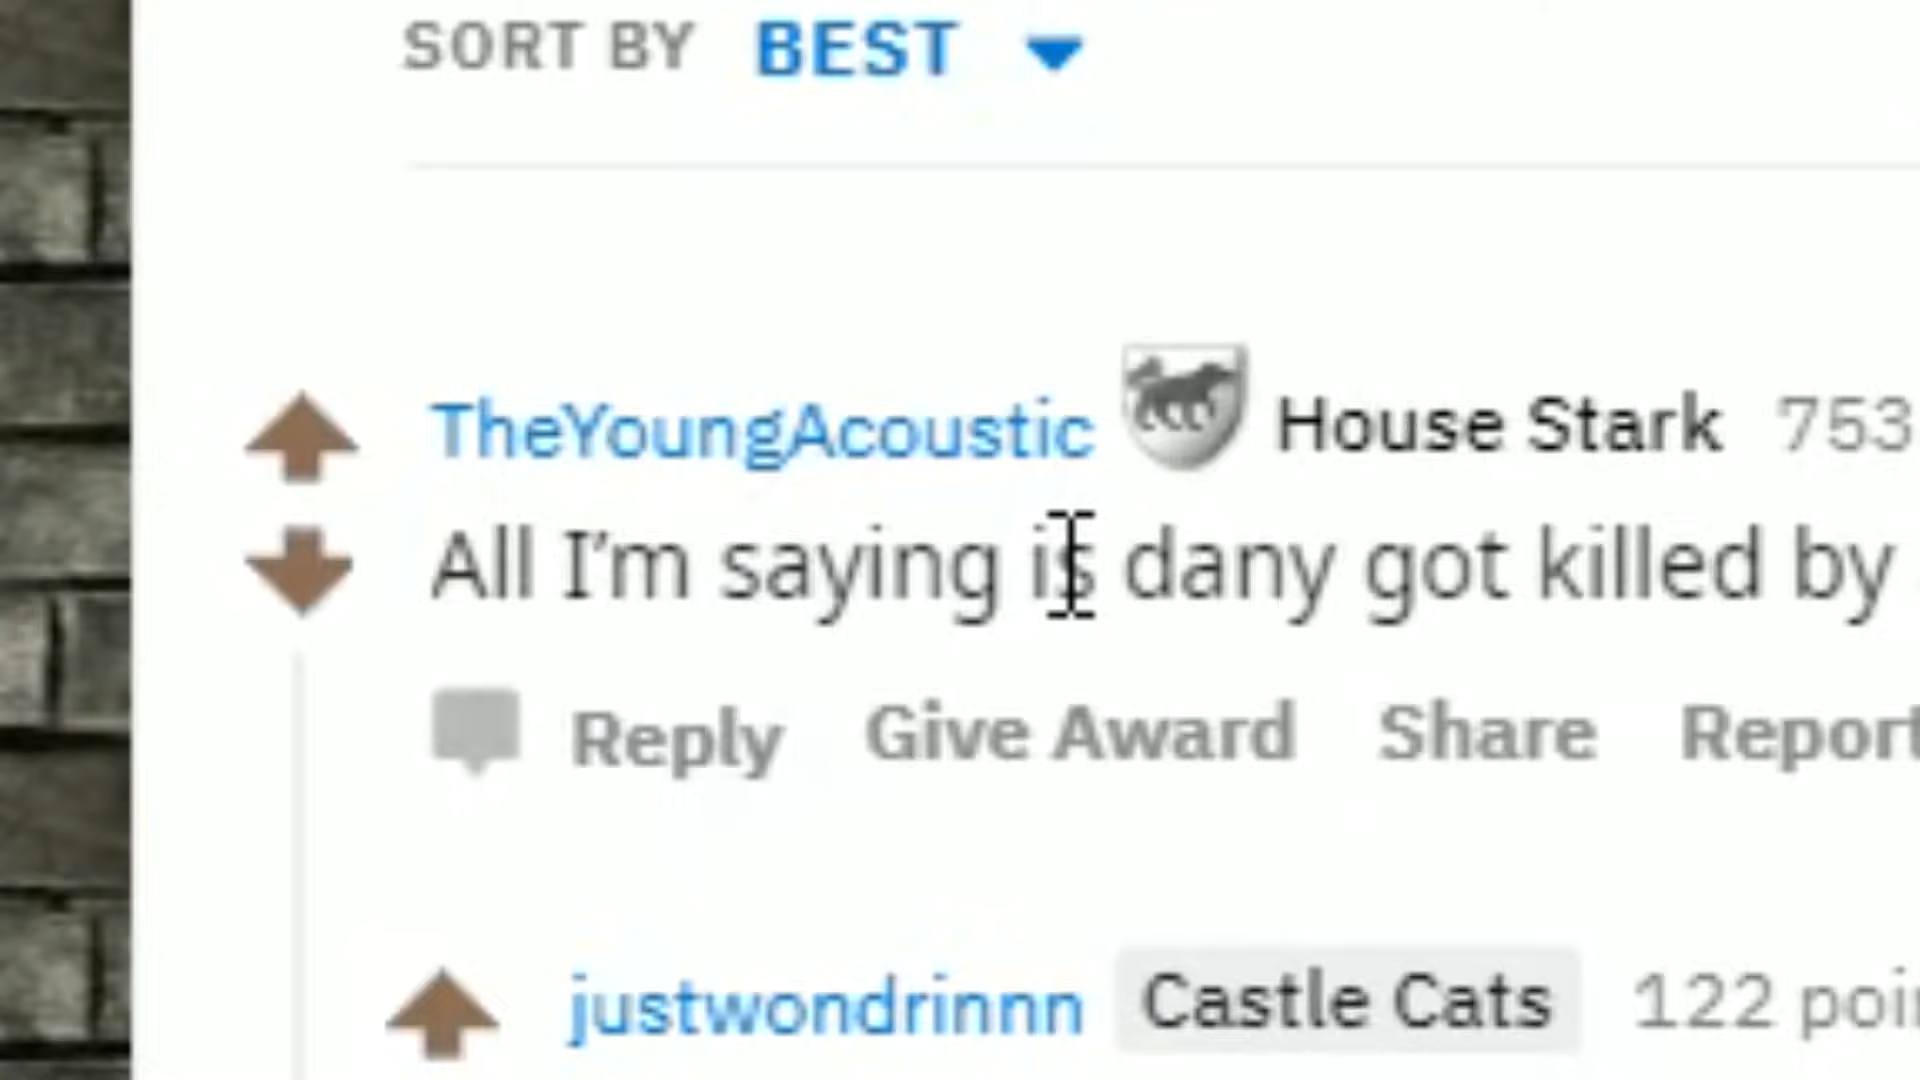 SORT BY BEST
TheYoungAcoustic House Stark 753
All I'm saying is dany got killed by
Reply Give Award Share Report
justwondrinnn Castle Cats 122